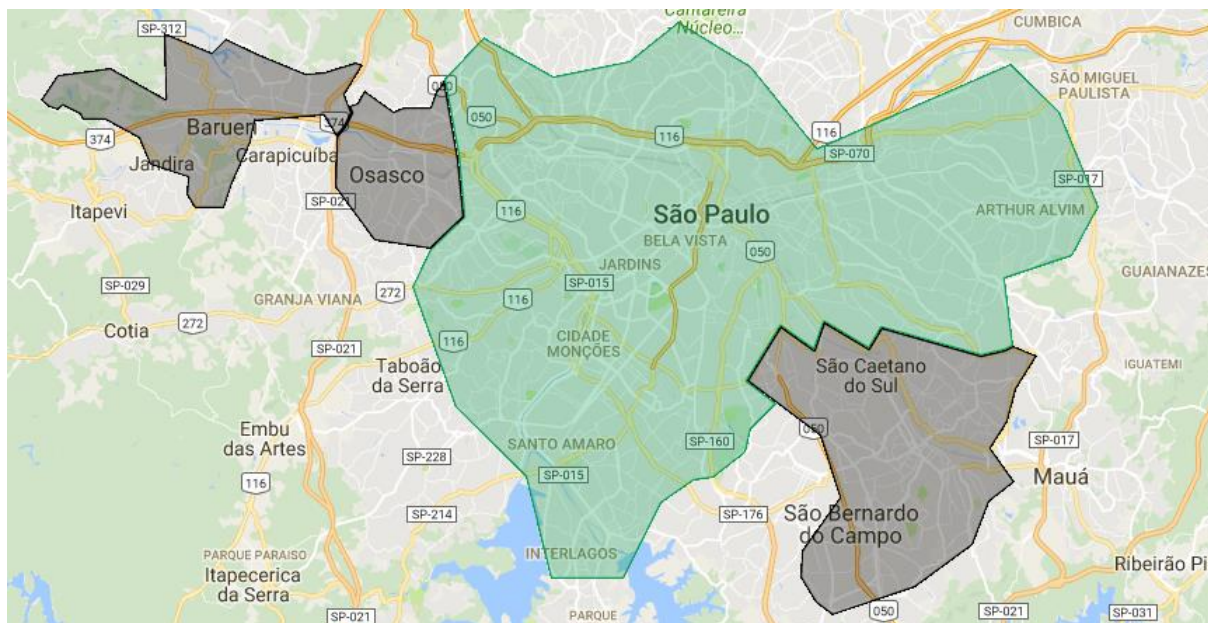 Cantareira
Núcleo...
SP-312
CUMBICA
SÃO MIGUEL
PAULISTA
050
050
116
116
374
374
Barueri
Jandira
Carapicuíba
Osasco
SP-070
SP-017
Itapevi
SP-021
116
São Paulo
ARTHUR ALVIM
BELA VISTA
050
JARDINS
SP-015
GUAIANAZES
SP-029
GRANJA VIANA
272
116
Cotia
272
CIDADE
MONÇÕES
116
SP-021
Taboão
da Serra
São Caetano
do Sul
IGUATEMI
Embu
das Artes
SANTO AMARO
SP-160
050
SP-017
SP-228
SP-015
Mauá
116
SP-214
SP-176
São Bernardo
do Campo
INTERLAGOS
PARQUE PARAISO
Itapecerica
da Serra
Ribeirão Pi
SP-021
PARQUE
050
SP-021
SP-031